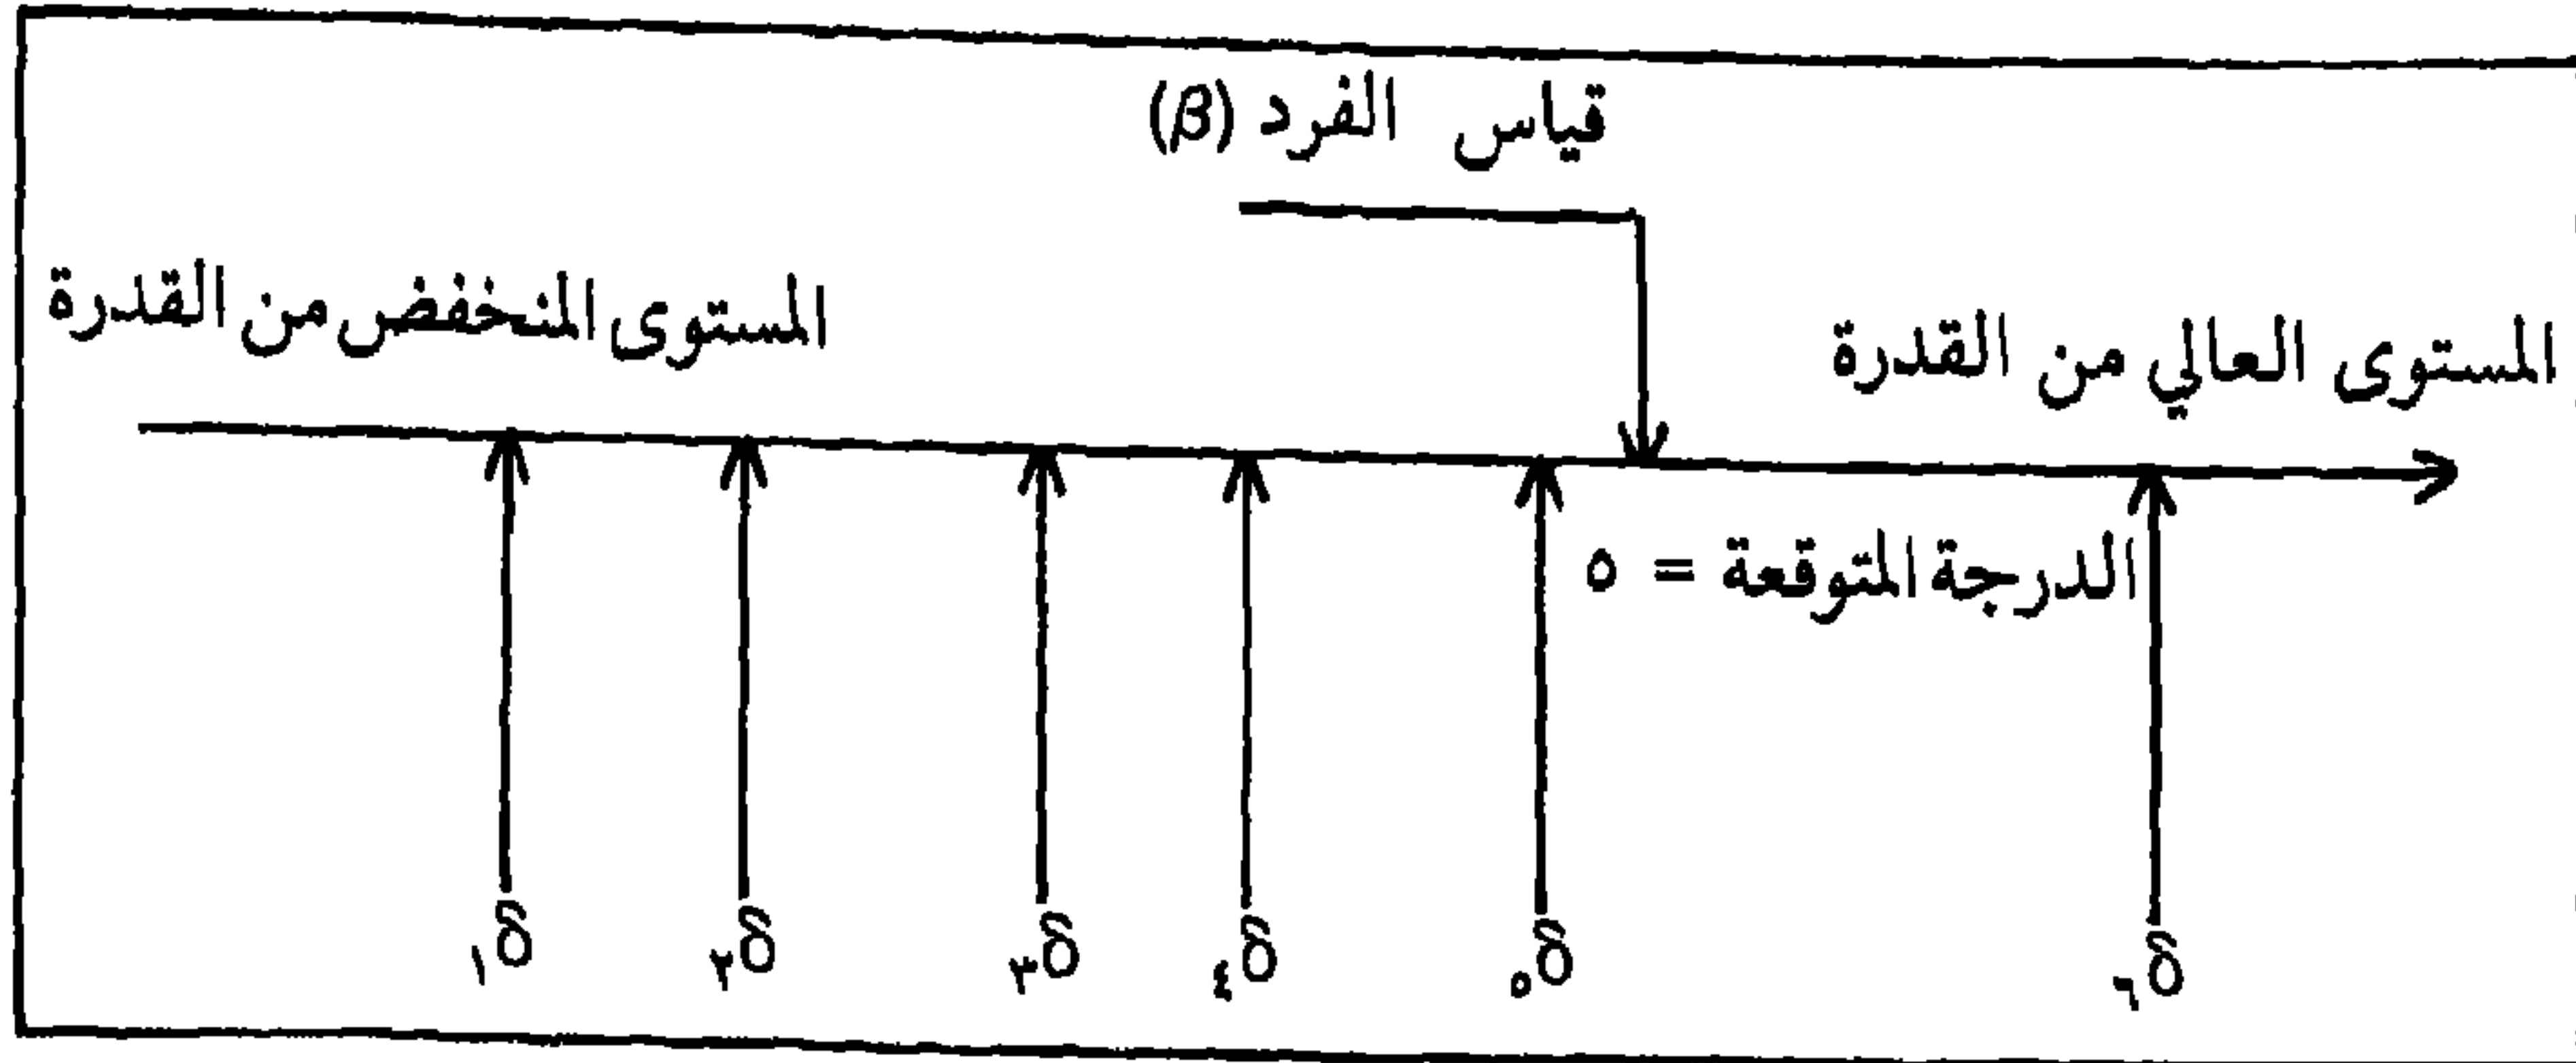 قياس الفرد (β)
المستوى العالي من القدرة
المستوى المنخفض من القدرة
الدرجة المتوقعة = ٥
δ١ δ٢ δ٣ δ٤ δ٥ δ٦